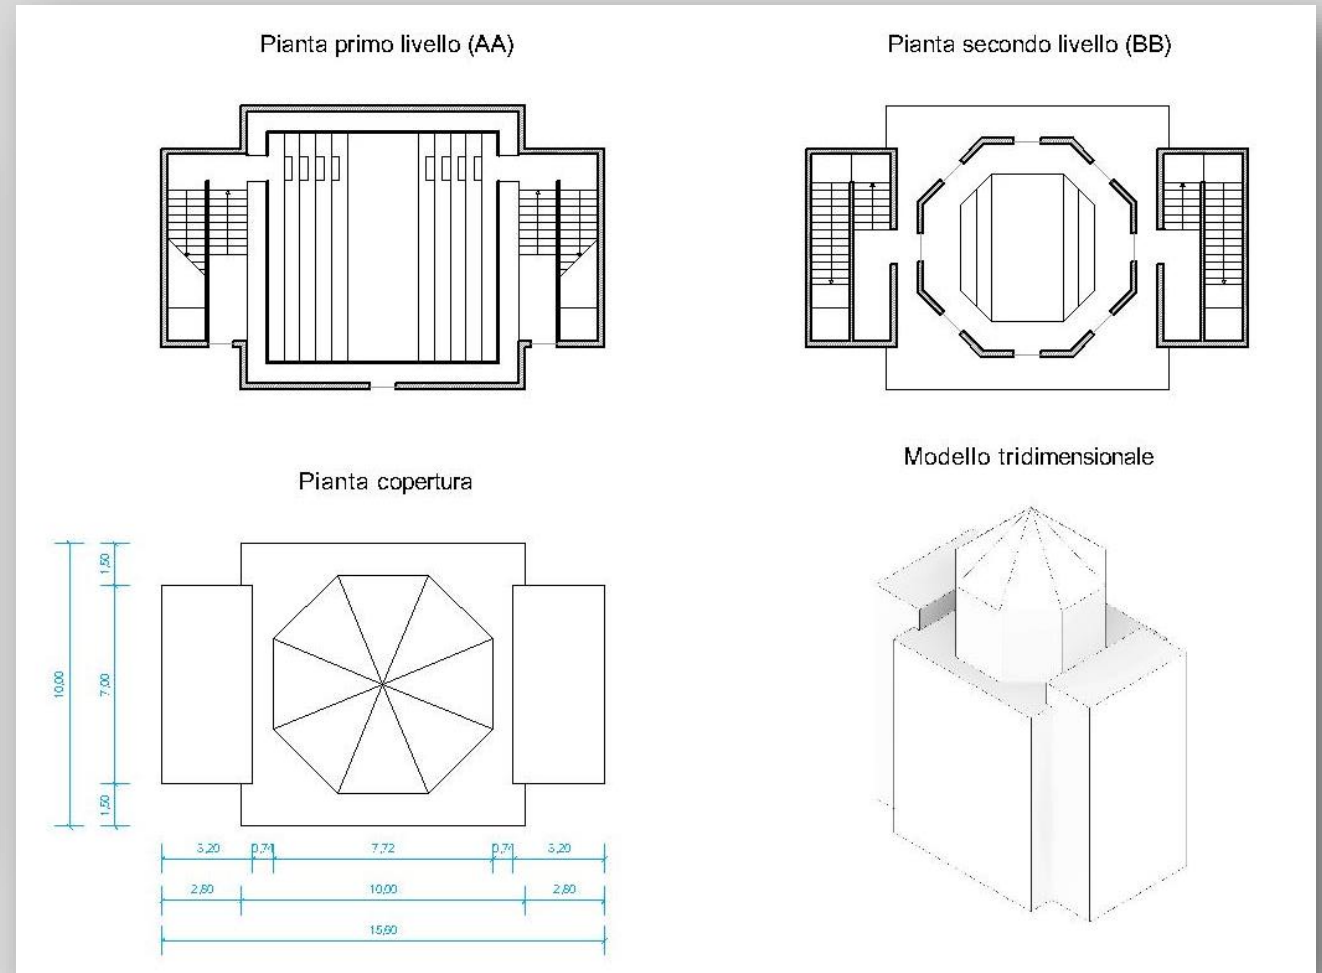 Pianta primo livello (AA)
Pianta secondo livello (BB)
Pianta copertura
Modello tridimensionale
1,50
10,00
7,00
1,50
3,20 0,74 7,72 0,74 3,20
2,80 10,00 2,80
15,60